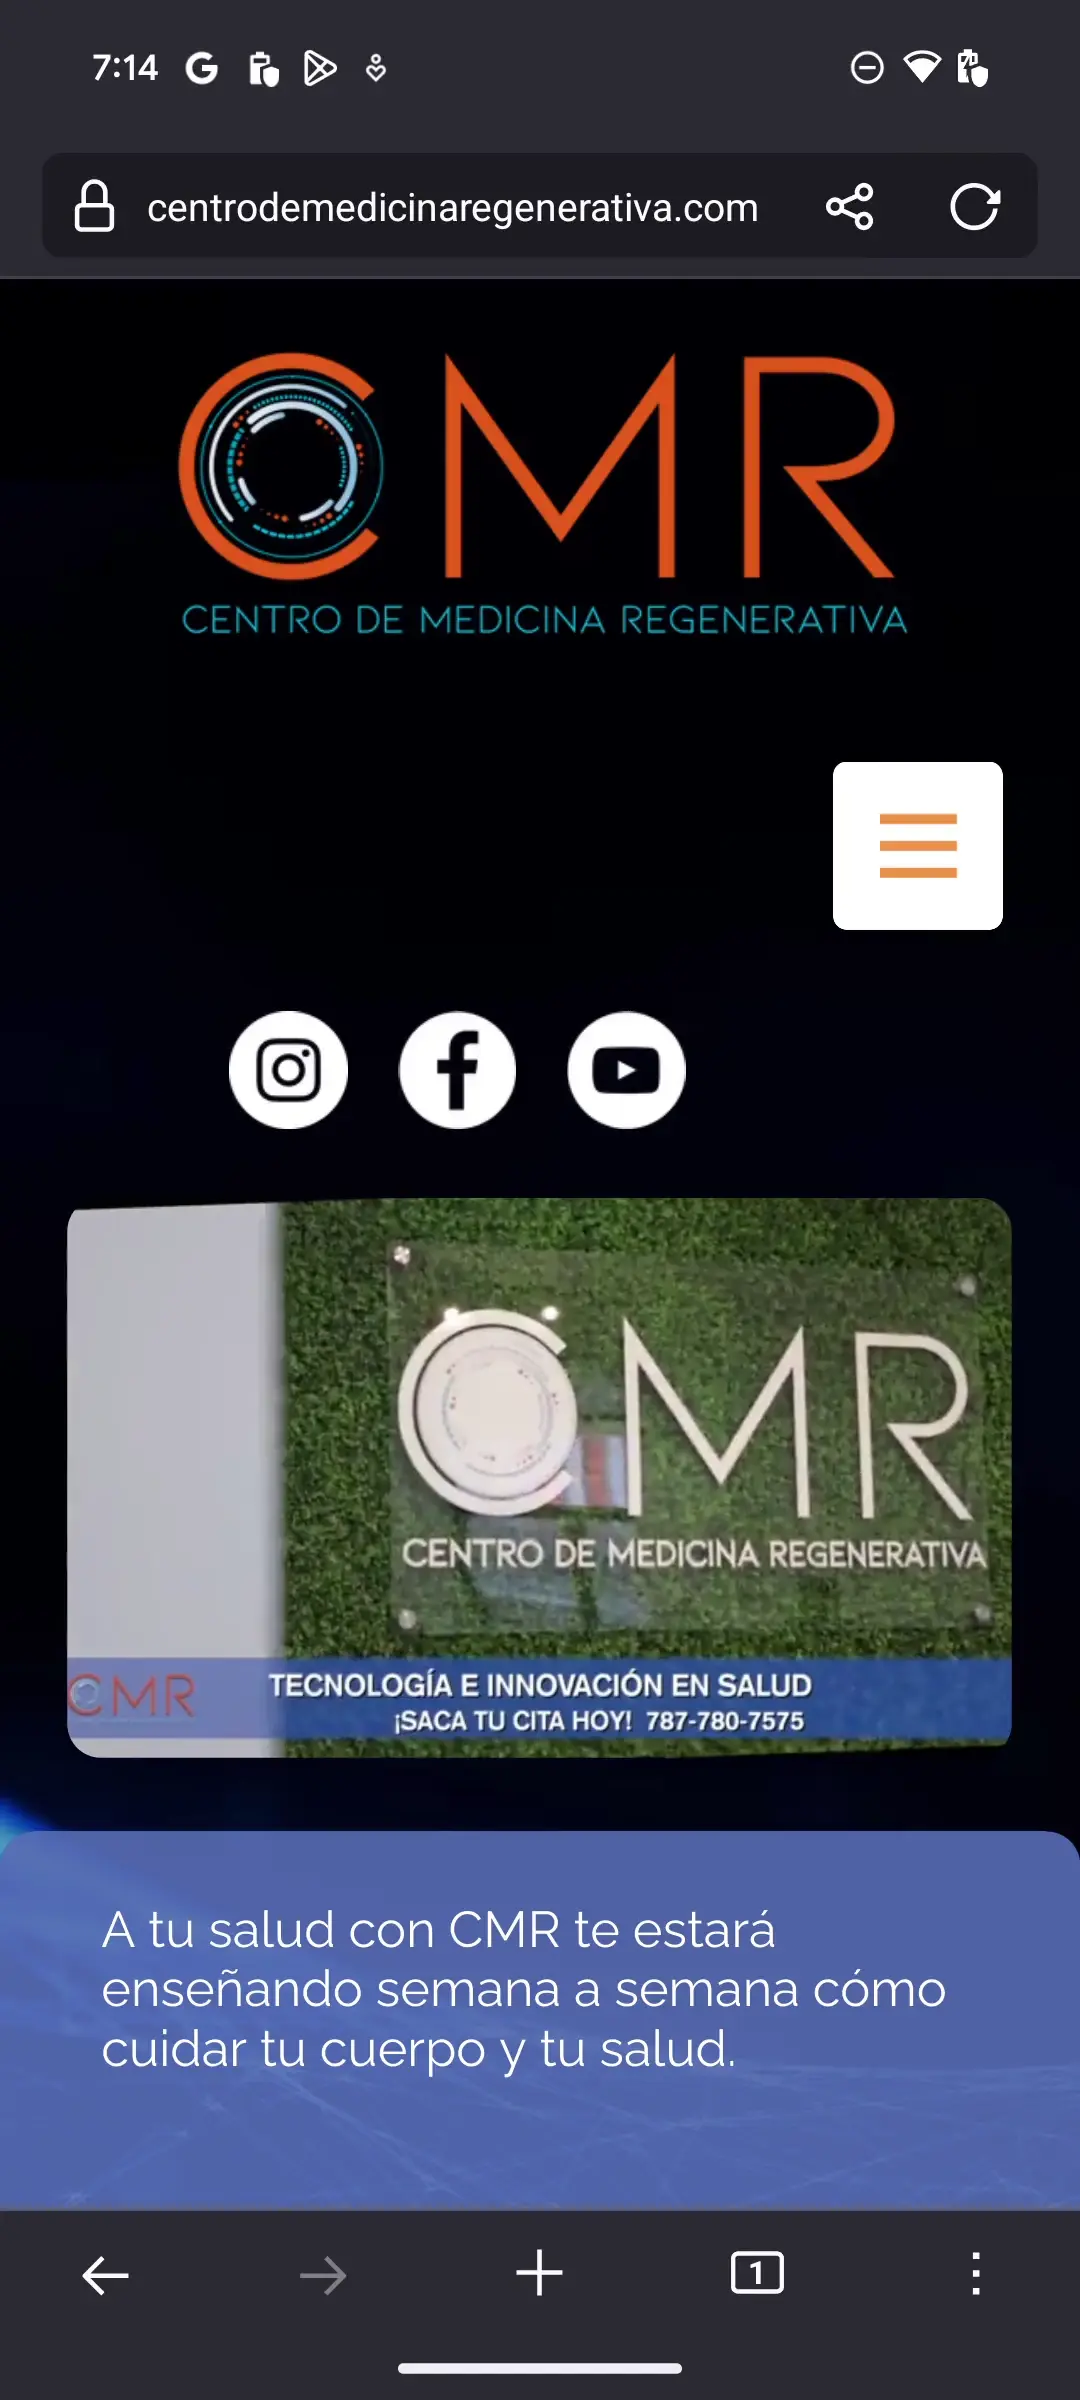 7:14
centrodemedicinaregenerativa.com
CMR
CENTRO DE MEDICINA REGENERATIVA
CMR
CENTRO DE MEDICINA REGENERATIVA
CMR
TECNOLOGÍA E INNOVACIÓN EN SALUD
¡SACA TU CITA HOY! 787-780-7575
A tu salud con CMR te estará
enseñando semana a semana cómo
cuidar tu cuerpo y tu salud.
1